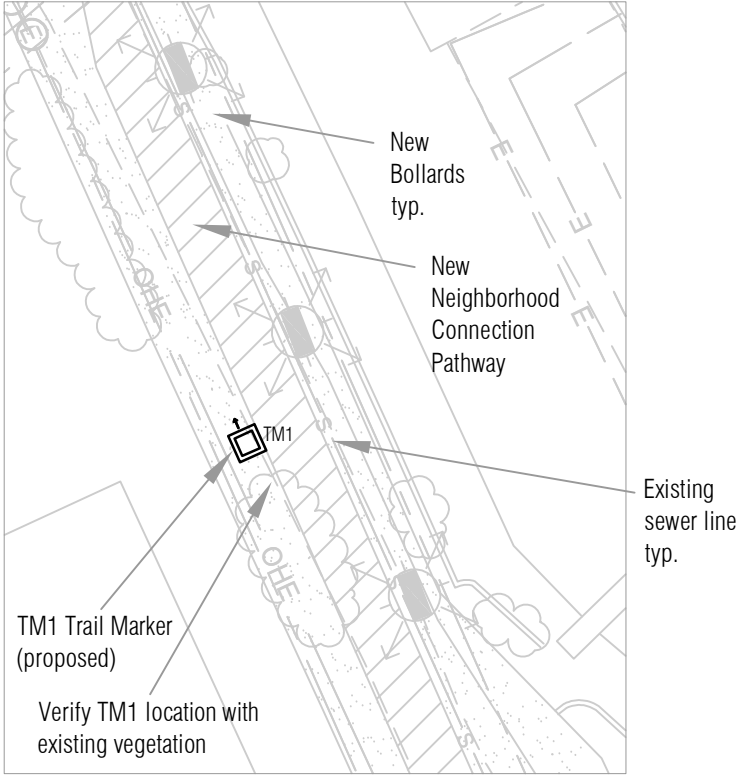 OHE
New
Bollards
typ.
E
E
S
New
Neighborhood
Connection
Pathway
OHE
S
E
S
TM1
Existing
sewer line
typ.
OHE
TM1 Trail Marker
(proposed)
Verify TM1 location with
existing vegetation
S